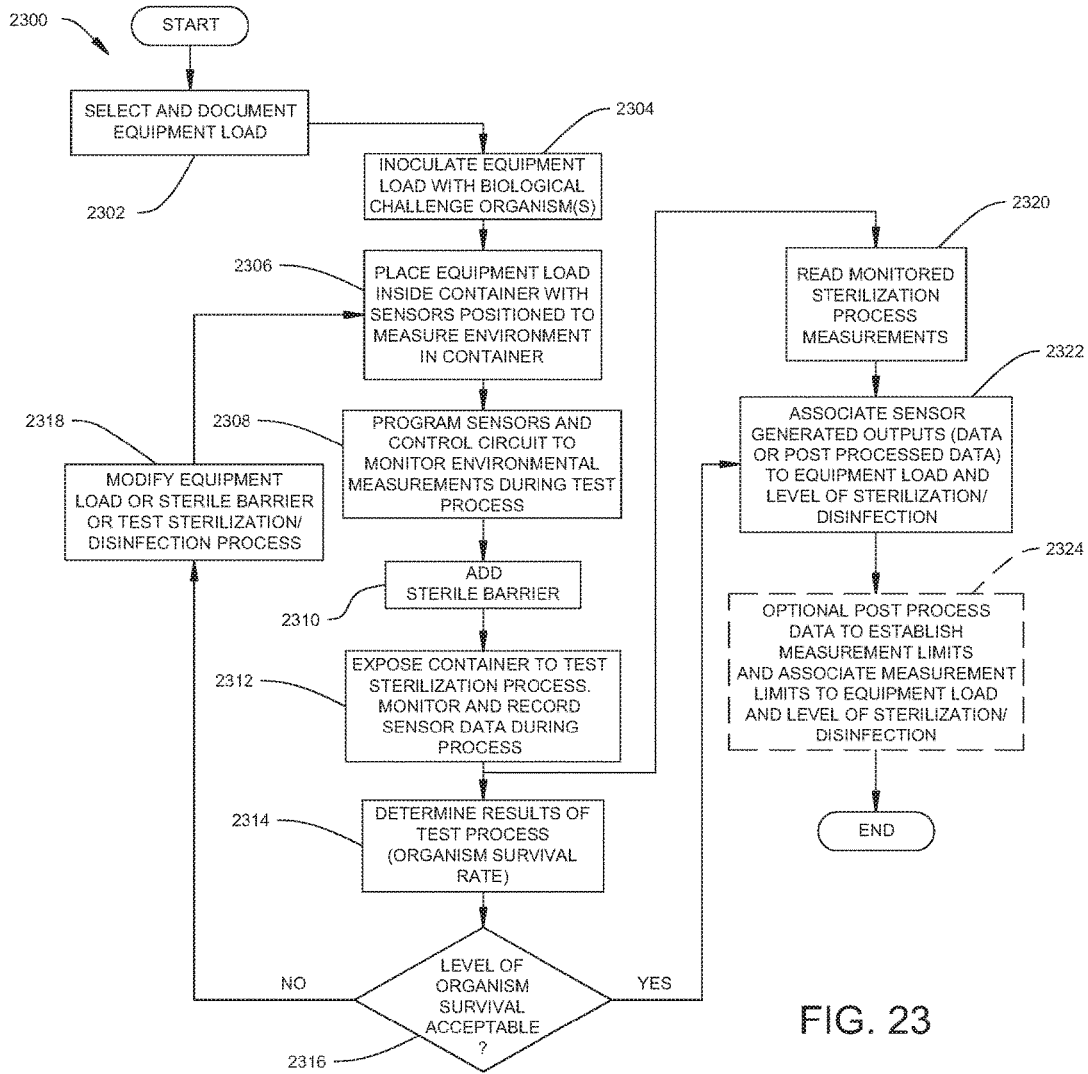 2300
START
SELECT AND DOCUMENT
EQUIPMENT LOAD
2302
2304
INOCULATE EQUIPMENT
LOAD WITH BIOLOGICAL
CHALLENGE ORGANISM(S)
2306
PLACE EQUIPMENT LOAD
INSIDE CONTAINER WITH
SENSORS POSITIONED TO
MEASURE ENVIRONMENT
IN CONTAINER
2308
PROGRAM SENSORS AND
CONTROL CIRCUIT TO
MONITOR ENVIRONMENTAL
MEASUREMENTS DURING TEST
PROCESS
2318
MODIFY EQUIPMENT
LOAD OR STERILE BARRIER
OR TEST STERILIZATION/
DISINFECTION PROCESS
ADD
STERILE BARRIER
2310
2312
EXPOSE CONTAINER TO TEST
STERILIZATION PROCESS.
MONITOR AND RECORD
SENSOR DATA DURING
PROCESS
2314
DETERMINE RESULTS OF
TEST PROCESS
(ORGANISM SURVIVAL
RATE)
LEVEL OF
ORGANISM
SURVIVAL
ACCEPTABLE
?
2316
NO
YES
2320
READ MONITORED
STERILIZATION
PROCESS
MEASUREMENTS
2322
ASSOCIATE SENSOR
GENERATED OUTPUTS (DATA
OR POST PROCESSED DATA)
TO EQUIPMENT LOAD AND
LEVEL OF STERILIZATION/
DISINFECTION
2324
OPTIONAL POST PROCESS
DATA TO ESTABLISH
MEASUREMENT LIMITS
AND ASSOCIATE MEASUREMENT
LIMITS TO EQUIPMENT LOAD
AND LEVEL OF STERILIZATION/
DISINFECTION
END
FIG. 23